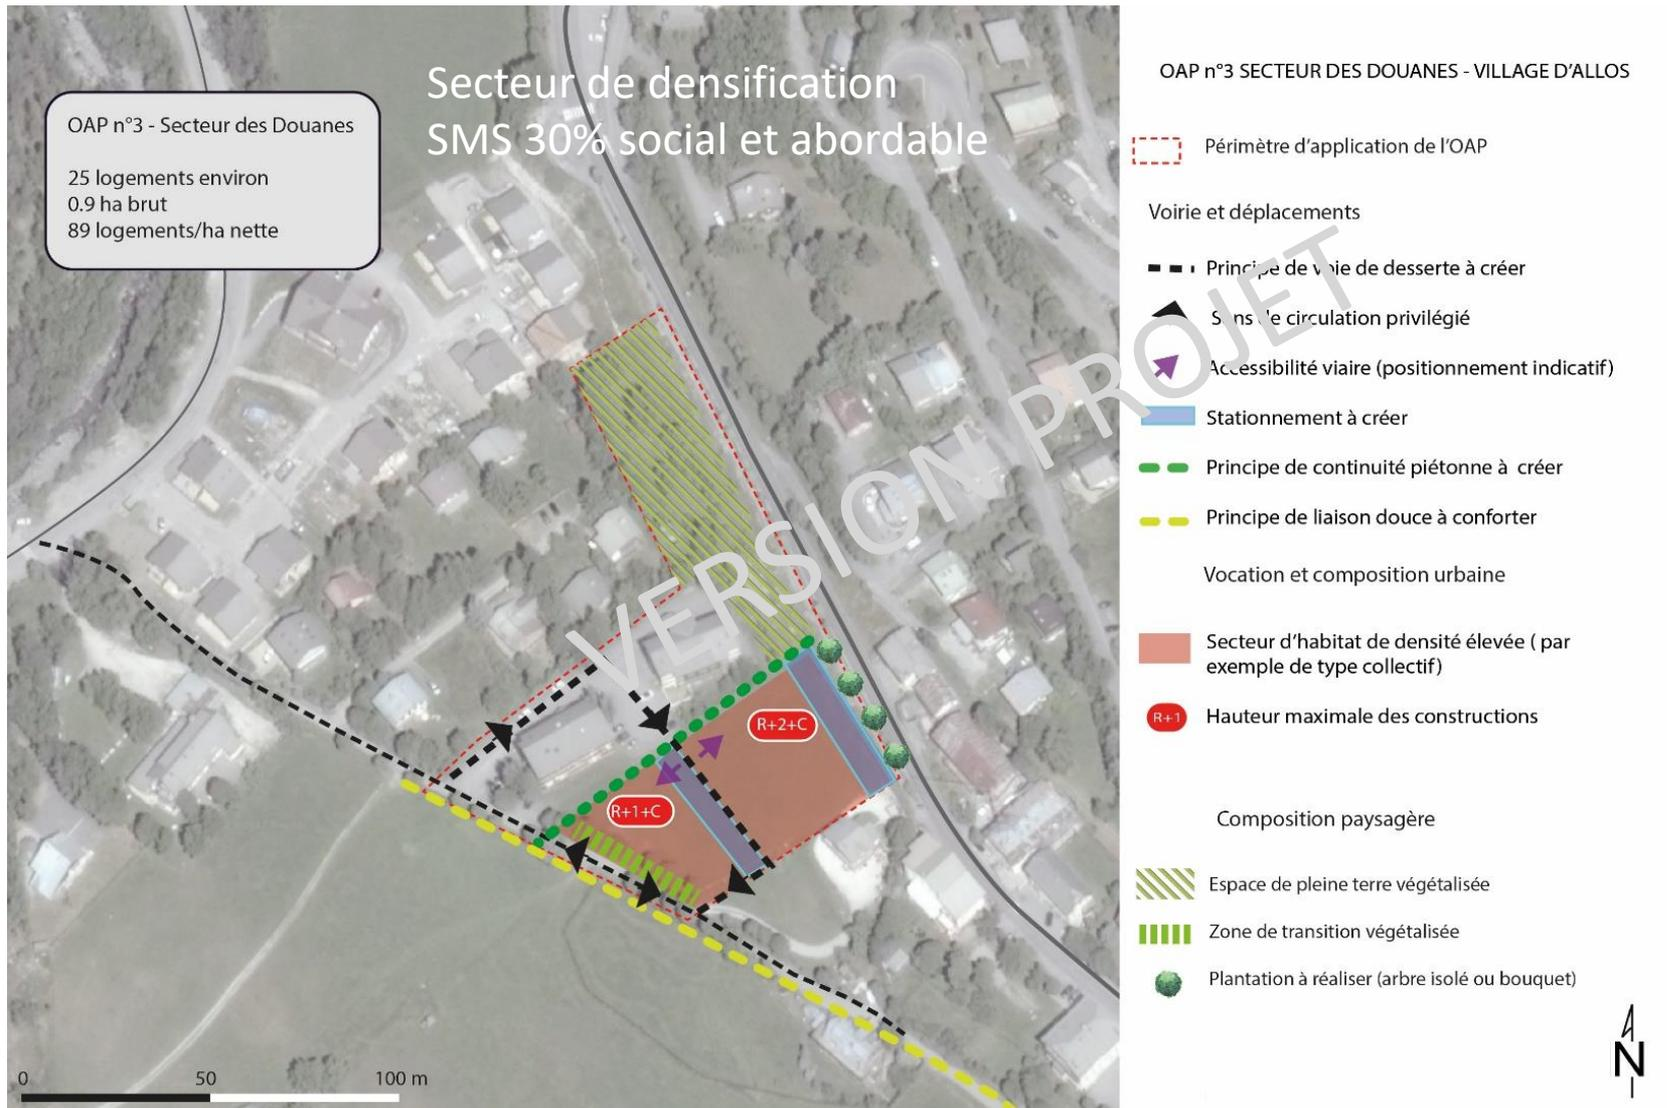 Secteur de densification
SMS 30% social et abordable
OAP n°3 - Secteur des Douanes
25 logements environ
0.9 ha brut
89 logements/ha nette
R+2+C
R+1+C
VERSION PROJET
0 50 100 m
OAP n°3 SECTEUR DES DOUANES - VILLAGE D'ALLOS
Périmètre d'application de l'OAP
Voirie et déplacements
Principe de voie de desserte à créer
Sens de circulation privilégié
Accessibilité viaire (positionnement indicatif)
Stationnement à créer
Principe de continuité piétonne à créer
Principe de liaison douce à conforter
Vocation et composition urbaine
Secteur d'habitat de densité élevée ( par
exemple de type collectif)
R+1
Hauteur maximale des constructions
Composition paysagère
Espace de pleine terre végétalisée
Zone de transition végétalisée
Plantation à réaliser (arbre isolé ou bouquet)
N